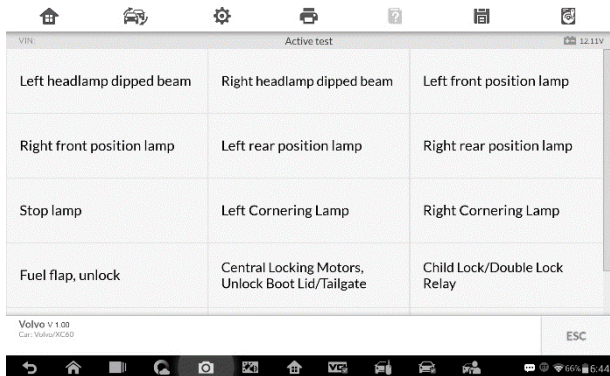 VIN:
Active test
12.11V
Left headlamp dipped beam
Right headlamp dipped beam
Left front position lamp
Right front position lamp
Left rear position lamp
Right rear position lamp
Stop lamp
Left Cornering Lamp
Right Cornering Lamp
Fuel flap, unlock
Central Locking Motors,
Unlock Boot Lid/Tailgate
Child Lock/Double Lock
Relay
Volvo V 1.00
Car: Volvo/XC60
ESC
66%
6:44